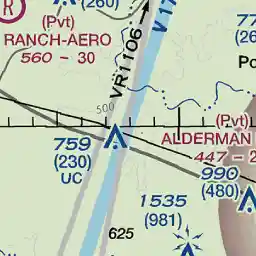 R
(Pvt)
(260)
RANCH-AERO
560 - 30
VR1106
500
(Pvt)
ALDERMAN
447 - 2
759
(230)
UC
990
(480)
1535
(981)
625